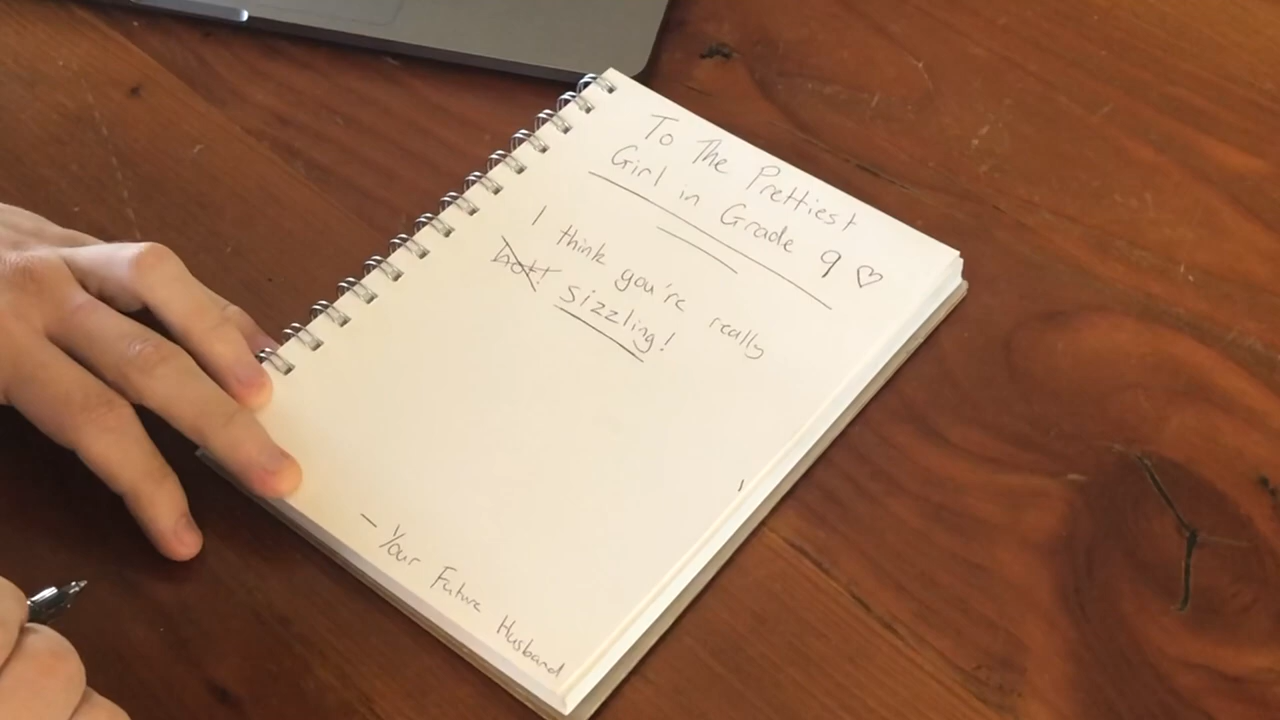 To The Prettiest
Girl in Grade 9 ♡
I think you're really
hot! sizzling!
- Your Future Husband